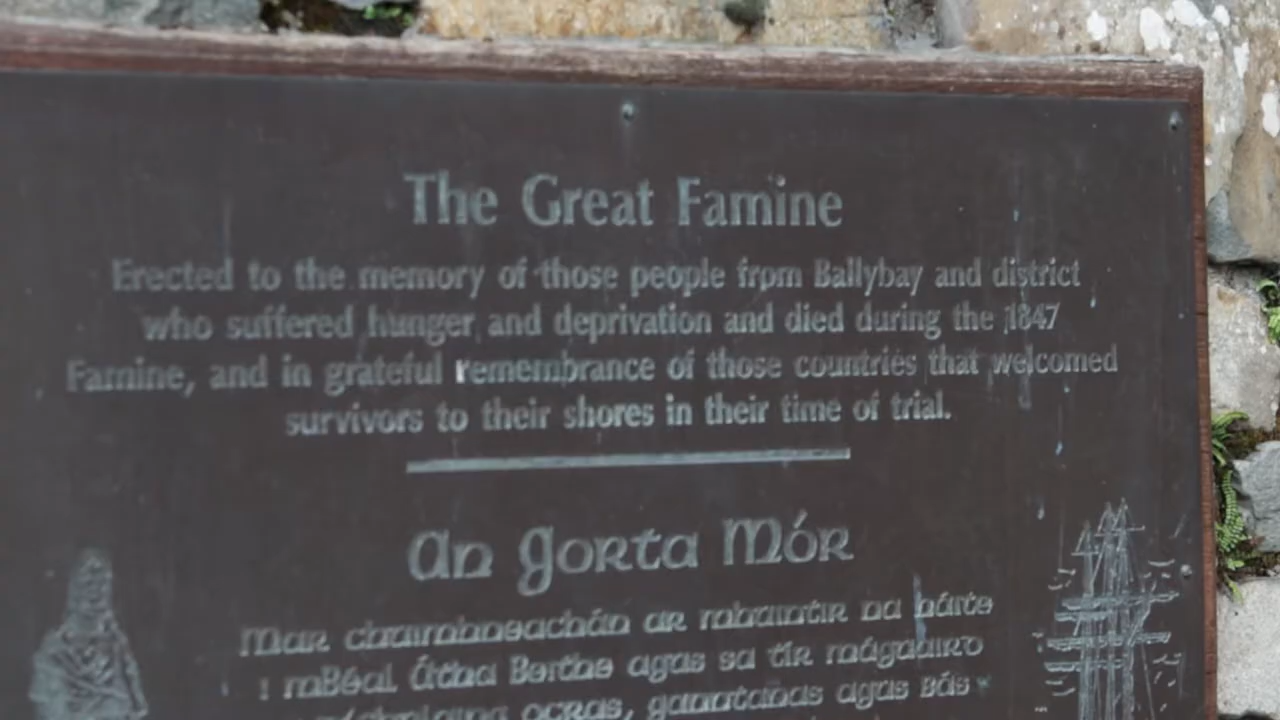 The Great Famine
Erected to the memory of those people from Ballybay and district
who suffered hunger and deprivation and died during the 1847
Famine, and in grateful remembrance of those countries that welcomed
survivors to their shores in their time of trial.
An Gorta Mór
Mar chuimhneachán ar mhuintir na háite
i mBéal Átha Beithe agus sa tír máguaird
ocras, ganntanas agus bás